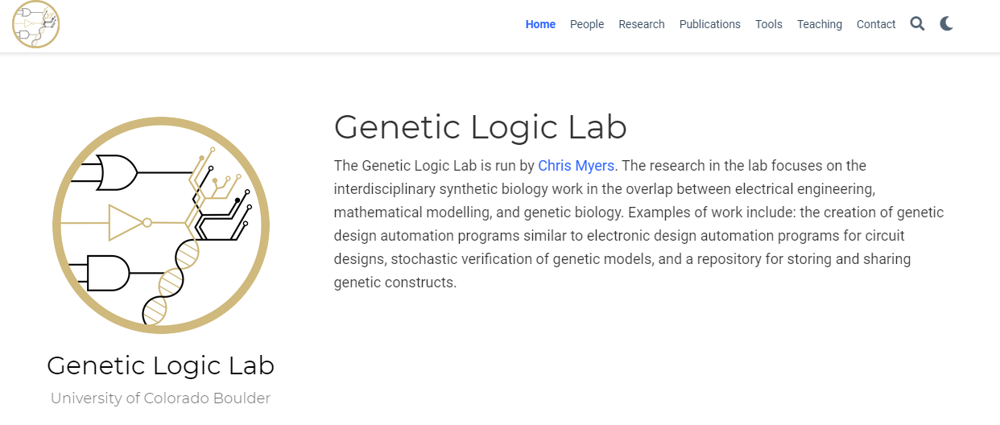 Home People Research Publications Tools Teaching Contact
Genetic Logic Lab
The Genetic Logic Lab is run by Chris Myers. The research in the lab focuses on the
interdisciplinary synthetic biology work in the overlap between electrical engineering,
mathematical modelling, and genetic biology. Examples of work include: the creation of genetic
design automation programs similar to electronic design automation programs for circuit
designs, stochastic verification of genetic models, and a repository for storing and sharing
genetic constructs.
Genetic Logic Lab
University of Colorado Boulder